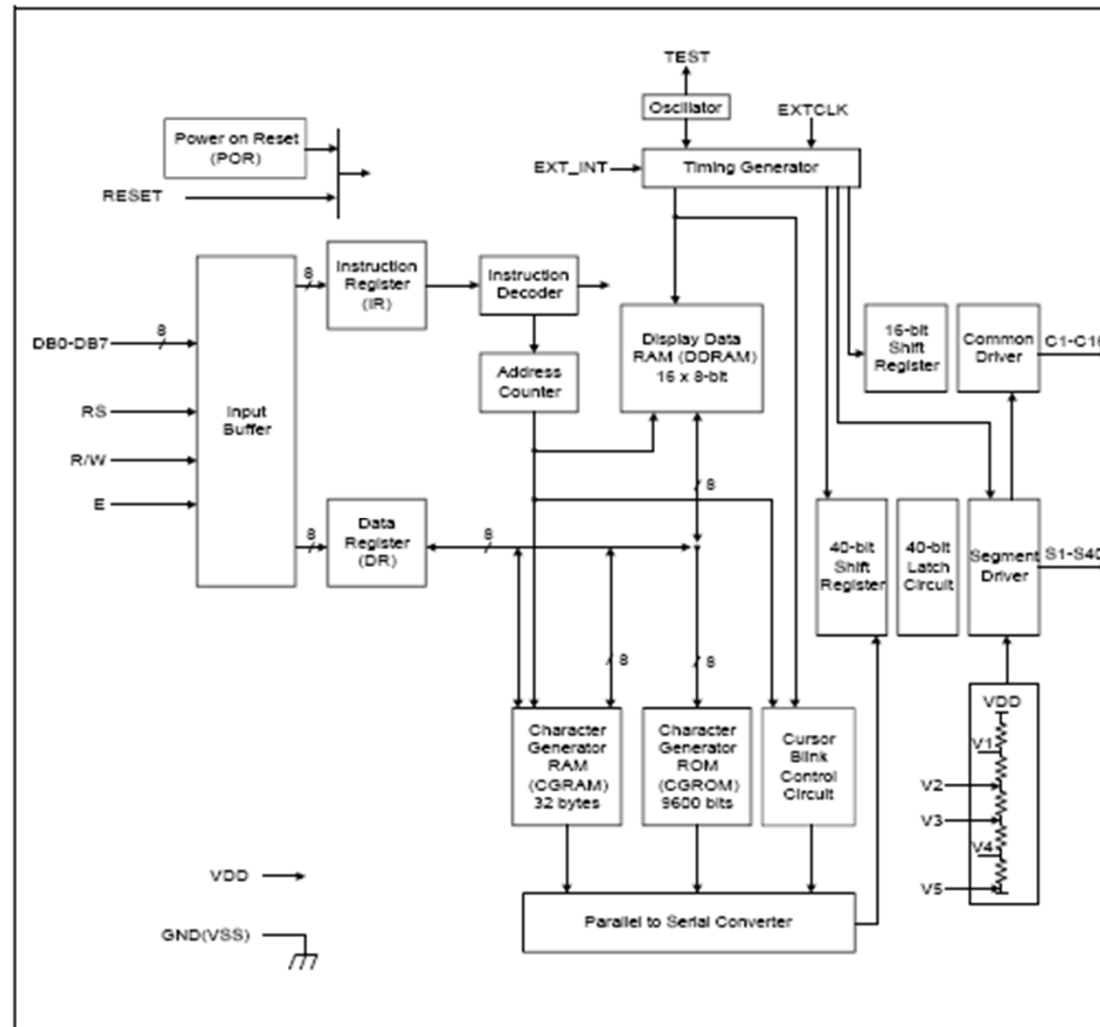 TEST
Oscillator
EXTCLK
Power on Reset
(POR)
EXT_INT
Timing Generator
RESET
8
Instruction
Register
(IR)
Instruction
Decoder
DB0-DB7
8
Display Data
RAM (DDRAM)
16 x 8-bit
16-bit
Shift
Register
Common
Driver
C1-C16
Address
Counter
RS
Input
Buffer
R/W
E
8
8
Data
Register
(DR)
8
40-bit
Shift
Register
40-bit
Latch
Circuit
Segment
Driver
S1-S40
8
8
Character
Generator
RAM
(CGRAM)
32 bytes
Character
Generator
ROM
(CGROM)
9600 bits
Cursor
Blink
Control
Circuit
VDD
V1
V2
V3
V4
V5
VDD
Parallel to Serial Converter
GND(VSS)